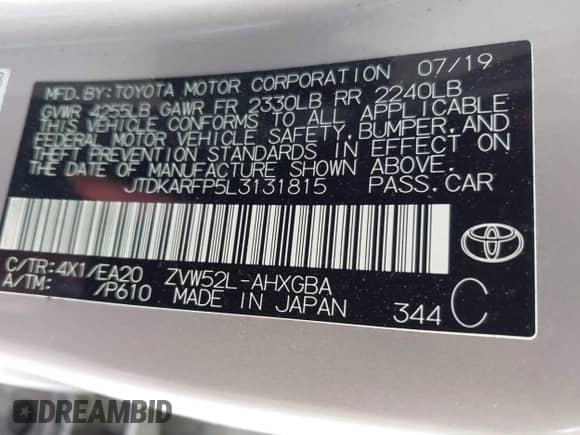 MFD.BY:TOYOTA MOTOR CORPORATION 07/19
GVWR 4255LB GAWR FR 2330LB RR 2240LB
THIS VEHICLE CONFORMS TO ALL APPLICABLE
FEDERAL MOTOR VEHICLE SAFETY, BUMPER, AND
THEFT PREVENTION STANDARDS IN EFFECT ON
THE DATE OF MANUFACTURE SHOWN ABOVE.
JTDKARFP5L3131815 PASS.CAR
C/TR:4X1/EA20 ZVW52L-AHXGBA
A/TM: /P610 MADE IN JAPAN 344 C
DREAMBID